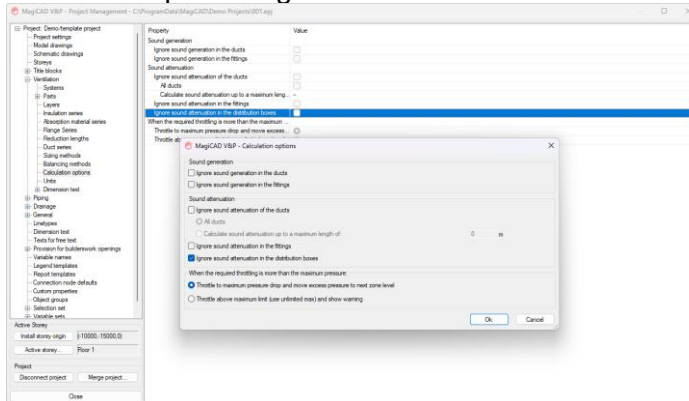 MagiCAD V&P - Project Management - C:\ProgramData\MagiCAD\Demo Projects\001.epj
Project: Demo/template project
Project settings
Model drawings
Schematic drawings
Storeys
Title blocks
Ventilation
Systems
Parts
Layers
Insulation series
Absorption material series
Range Series
Reduction lengths
Duct series
Sizing methods
Balancing methods
Calculation options
Units
Dimension text
Piping
Drainage
General
Linetypes
Dimension text
Texts for free text
Provision for builderswork openings
Variable names
Legend templates
Report templates
Connection node defaults
Custom properties
Object groups
Selection set
Variable sets
Active Storey
Install storey origin (-10000,-15000,0)
Active storey... Floor 1
Project
Disconnect project Merge project...
Close
Property Value
Sound generation
Ignore sound generation in the ducts
Ignore sound generation in the fittings
Sound attenuation
Ignore sound attenuation of the ducts
All ducts
Calculate sound attenuation up to a maximum leng... -
Ignore sound attenuation in the fittings
Ignore sound attenuation in the distribution boxes
When the required throttling is more than the maximum ...
Throttle to maximum pressure drop and move excess...
Throttle ab
MagiCAD V&P - Calculation options
Sound generation
Ignore sound generation in the ducts
Ignore sound generation in the fittings
Sound attenuation
Ignore sound attenuation of the ducts
All ducts
Calculate sound attenuation up to a maximum length of: 0 m
Ignore sound attenuation in the fittings
Ignore sound attenuation in the distribution boxes
When the required throttling is more than the maximum pressure:
Throttle to maximum pressure drop and move excess pressure to next zone level
Throttle above maximum limit (use unlimited max) and show warning
Ok Cancel